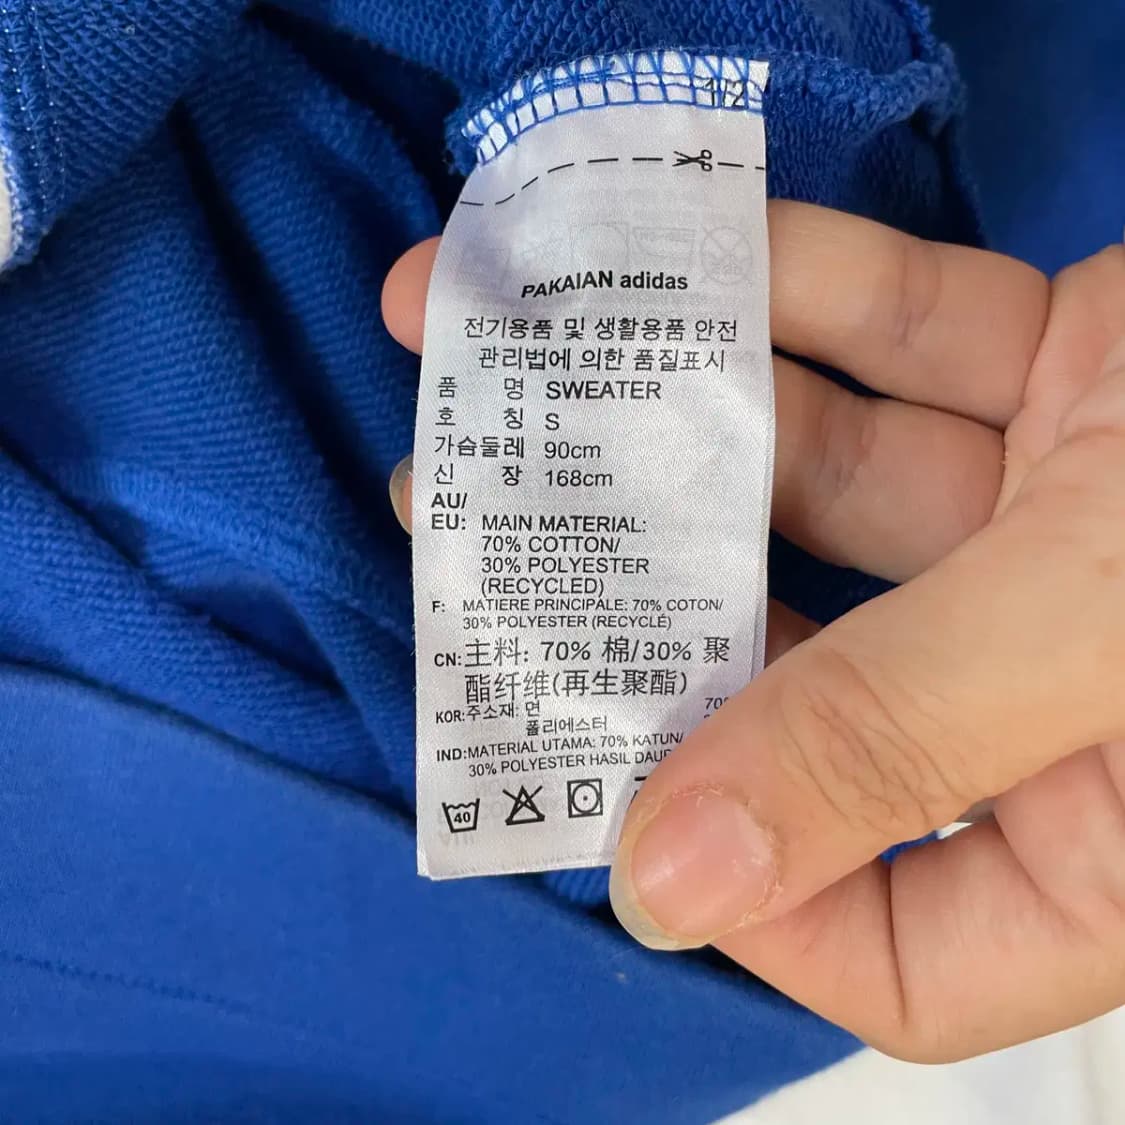 1/2
PAKAIAN adidas
전기용품 및 생활용품 안전
관리법에 의한 품질표시
품 명 SWEATER
호 칭 S
가슴둘레 90cm
신 장 168cm
AU/
EU: MAIN MATERIAL:
70% COTTON/
30% POLYESTER
(RECYCLED)
F: MATIERE PRINCIPALE: 70% COTON/
30% POLYESTER (RECYCLÉ)
CN: 主料: 70% 棉/30% 聚
酯纤维(再生聚酯)
KOR: 주소재: 면
폴리에스터
IND: MATERIAL UTAMA: 70% KATUN/
30% POLYESTER HASIL
40